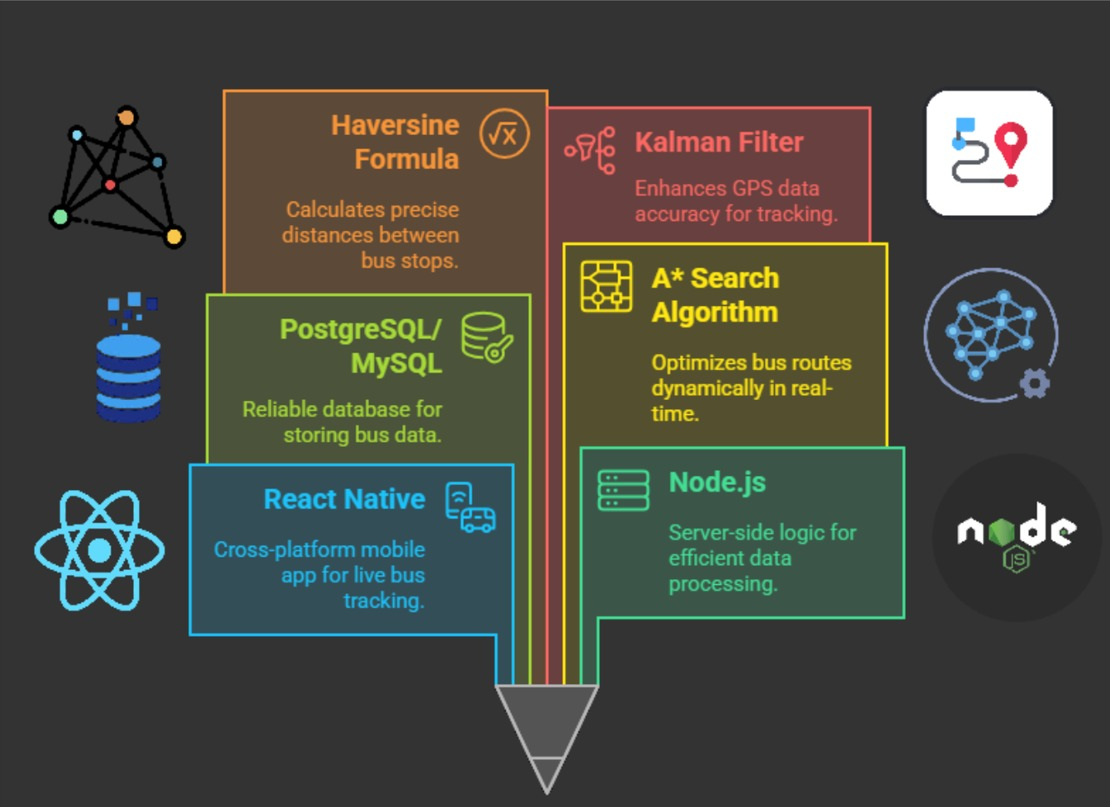 Haversine
Formula
Calculates precise
distances between
bus stops.
√x
Kalman Filter
Enhances GPS data
accuracy for tracking.
PostgreSQL/
MySQL
Reliable database for
storing bus data.
A* Search
Algorithm
Optimizes bus routes
dynamically in real-
time.
React Native
Cross-platform mobile
app for live bus
tracking.
Node.js
Server-side logic for
efficient data
processing.
node
JS